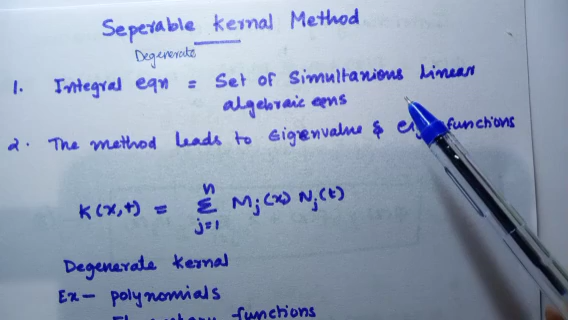 Seperable Kernal Method
Degenerate
1. Integral eqn = Set of Simultanious Linear
algebraic eqns
2. The method leads to Eigenvalue & functions
K(x,t) = n Σ j=1 Mj(x) Nj(t)
Degenerate Kernal
Ex- polynomials
functions